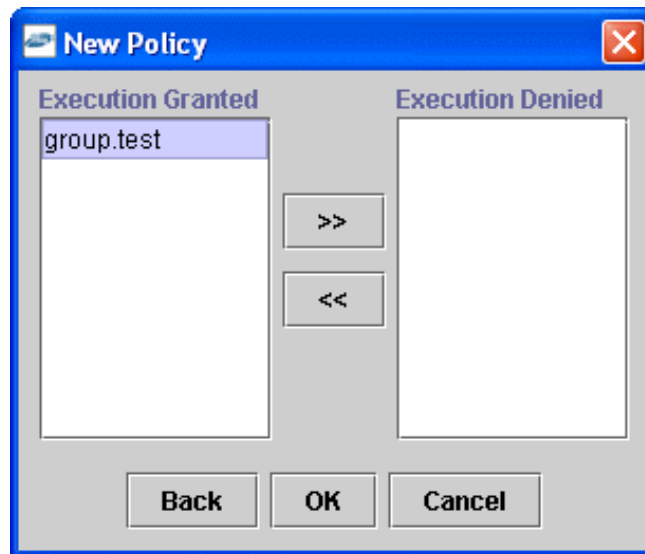 New Policy
Execution Granted
Execution Denied
group.test
>>
<<
Back
OK
Cancel